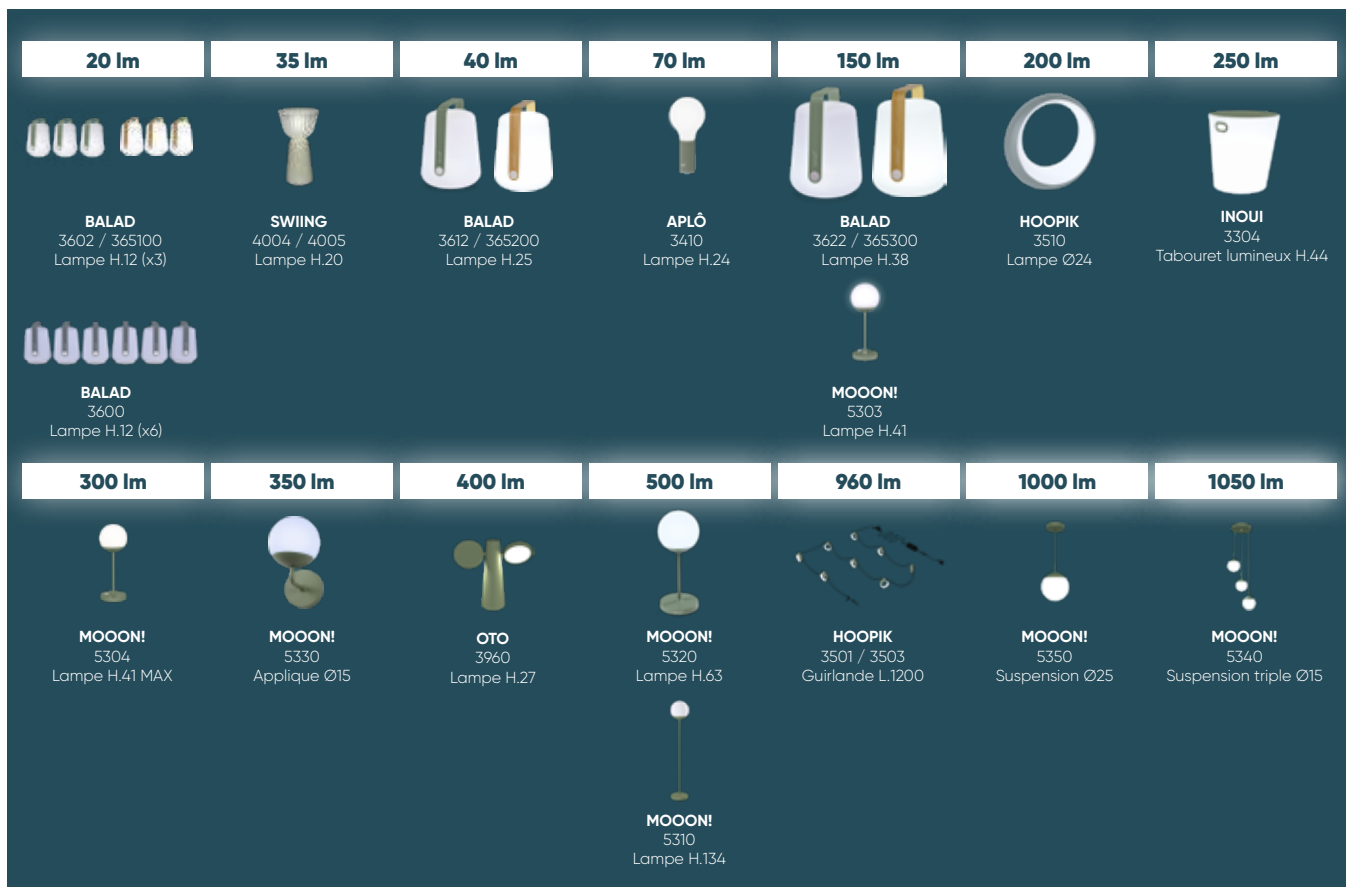 20 lm
35 lm
40 lm
70 lm
150 lm
200 lm
250 lm
BALAD
3602 / 365100
Lampe H.12 (x3)
SWIING
4004 / 4005
Lampe H.20
BALAD
3612 / 365200
Lampe H.25
APLÔ
3410
Lampe H.24
BALAD
3622 / 365300
Lampe H.38
HOOPIK
3510
Lampe Ø24
INOUI
3304
Tabouret lumineux H.44
BALAD
3600
Lampe H.12 (x6)
MOOON!
5303
Lampe H.41
300 lm
350 lm
400 lm
500 lm
960 lm
1000 lm
1050 lm
MOOON!
5304
Lampe H.41 MAX
MOOON!
5330
Applique Ø15
OTO
3960
Lampe H.27
MOOON!
5320
Lampe H.63
HOOPIK
3501 / 3503
Guirlande L.1200
MOOON!
5350
Suspension Ø25
MOOON!
5340
Suspension triple Ø15
MOOON!
5310
Lampe H.134